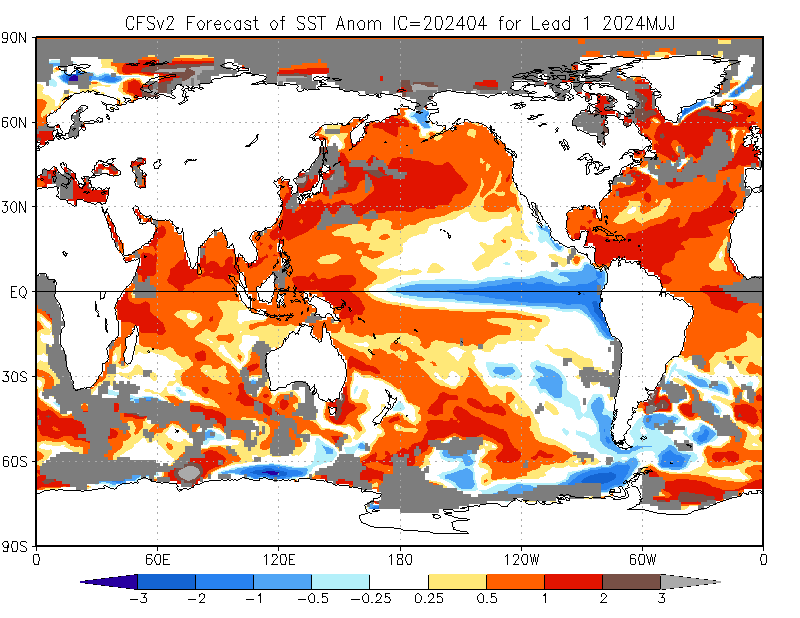 CFSv2 Forecast of SST Anom IC=202404 for Lead 1 2024MJJ
90N
60N
30N
EQ
30S
60S
90S
0 60E 120E 180 120W 60W 0
-3 -2 -1 -0.5 -0.25 0.25 0.5 1 2 3